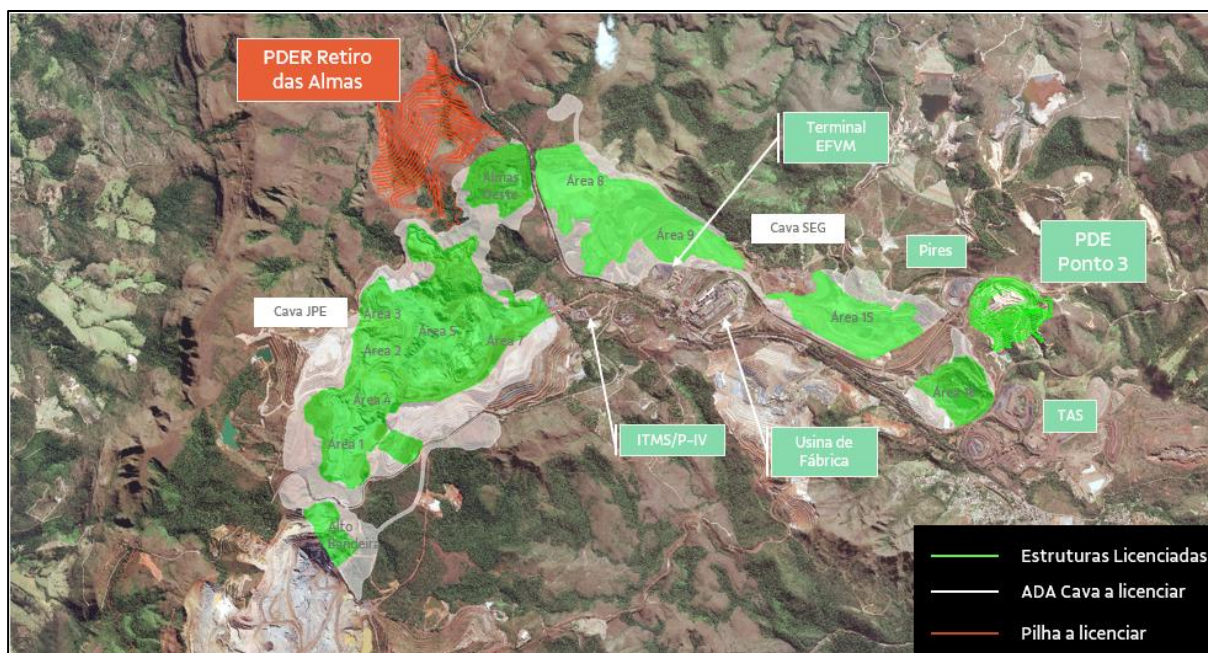 PDER Retiro
das Almas
Terminal
EFVM
Almas
Oeste
Área 8
Área 9
Cava SEG
Pires
PDE
Ponto 3
Cava JPE
Área 3
Área 5
Área 7
Área 2
Área 15
Área 4
Área 1
ITMS/P-IV
Usina de
Fábrica
TAS
Alto
Bandeira
Estruturas Licenciadas
ADA Cava a licenciar
Pilha a licenciar